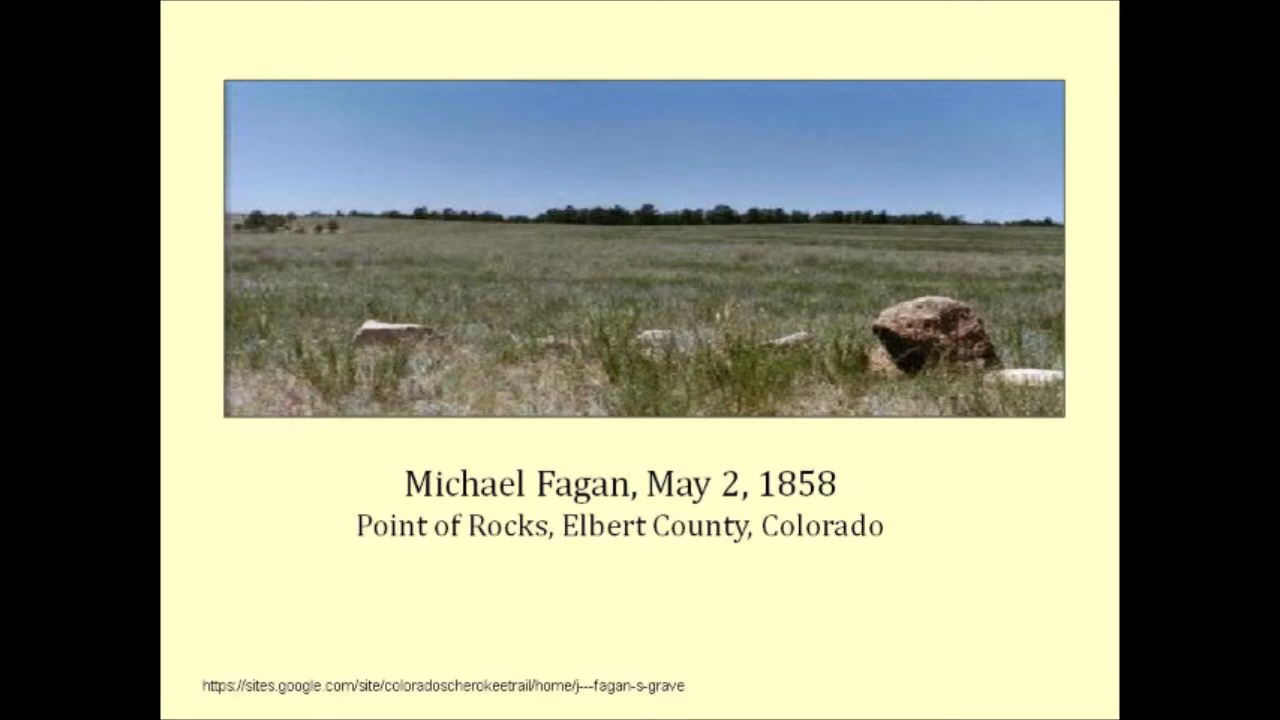 Michael Fagan, May 2, 1858
Point of Rocks, Elbert County, Colorado
https://sites.google.com/site/coloradoscherokeetrail/home/j---fagan-s-grave